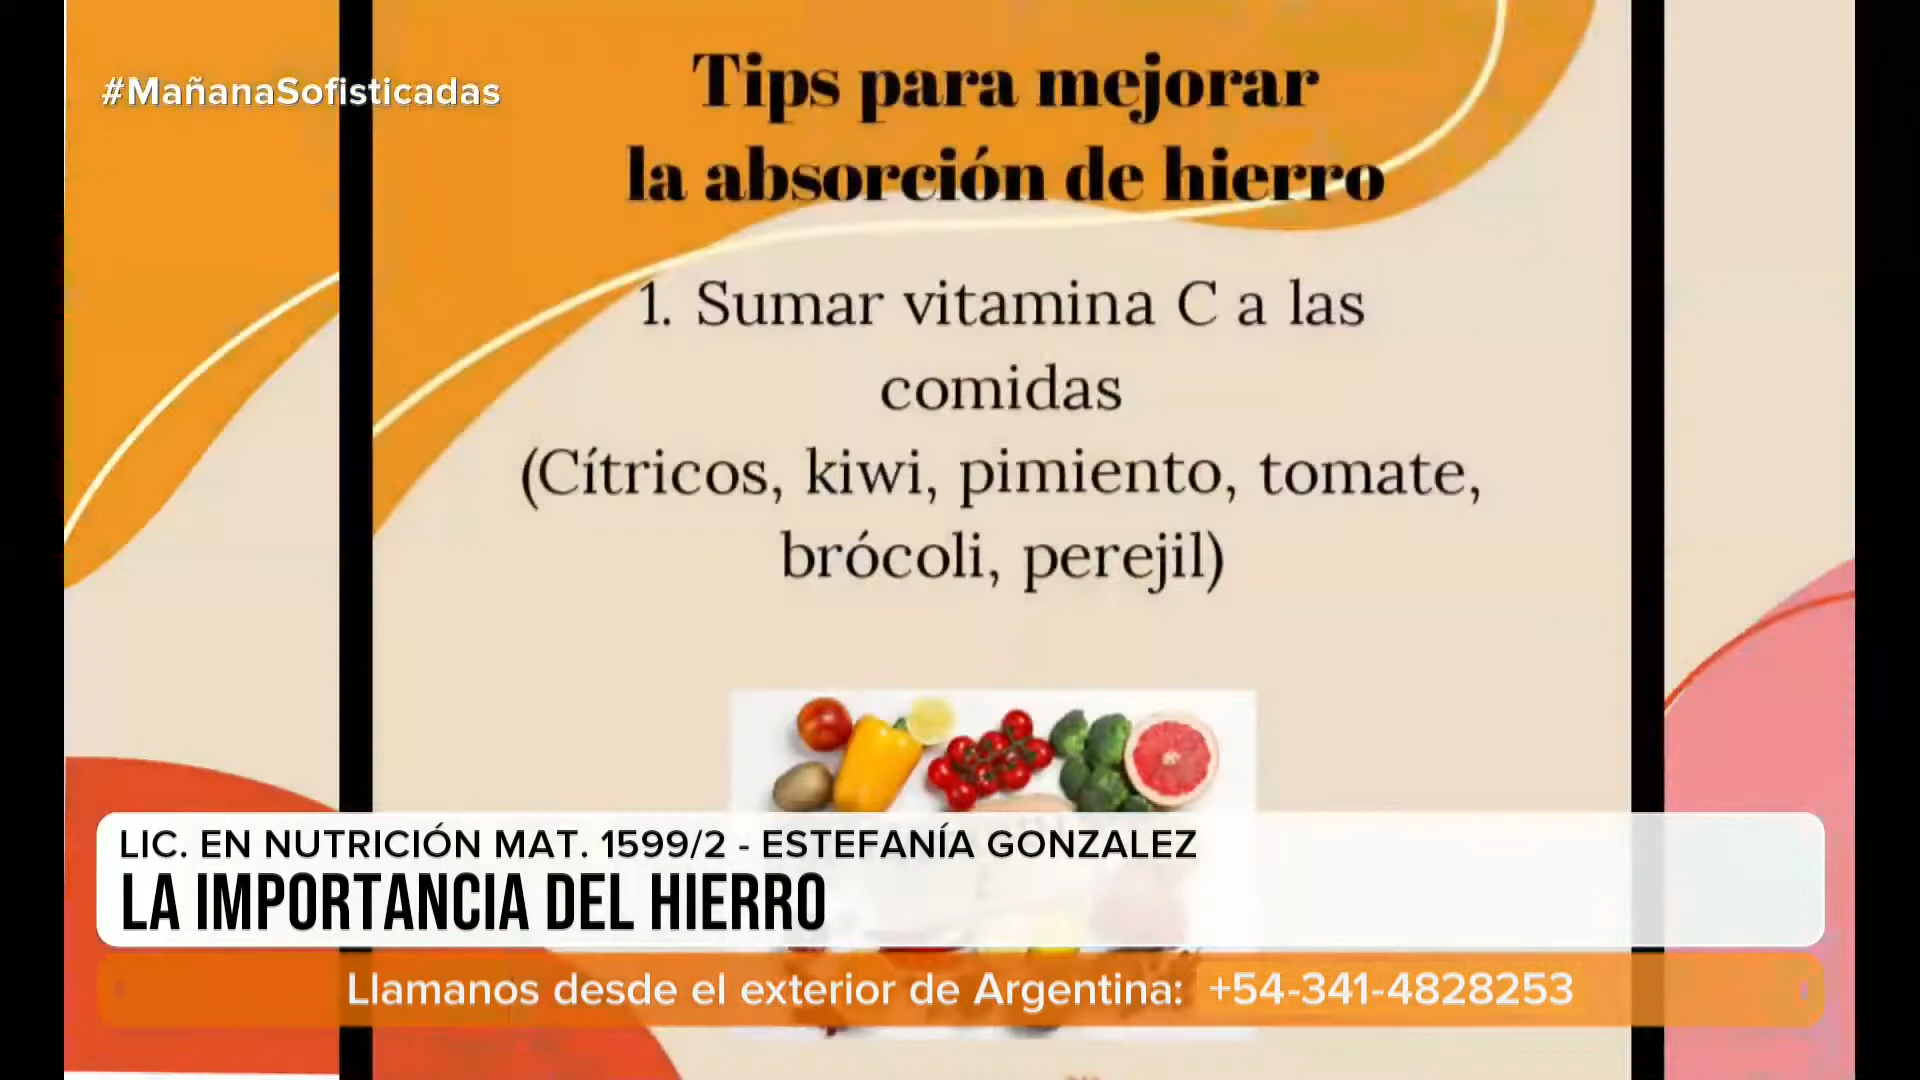 #MañanaSofisticadas
Tips para mejorar
la absorción de hierro
1. Sumar vitamina C a las
comidas
(Cítricos, kiwi, pimiento, tomate,
brócoli, perejil)
LIC. EN NUTRICIÓN MAT. 1599/2 - ESTEFANÍA GONZALEZ
LA IMPORTANCIA DEL HIERRO
Llamanos desde el exterior de Argentina: +54-341-4828253